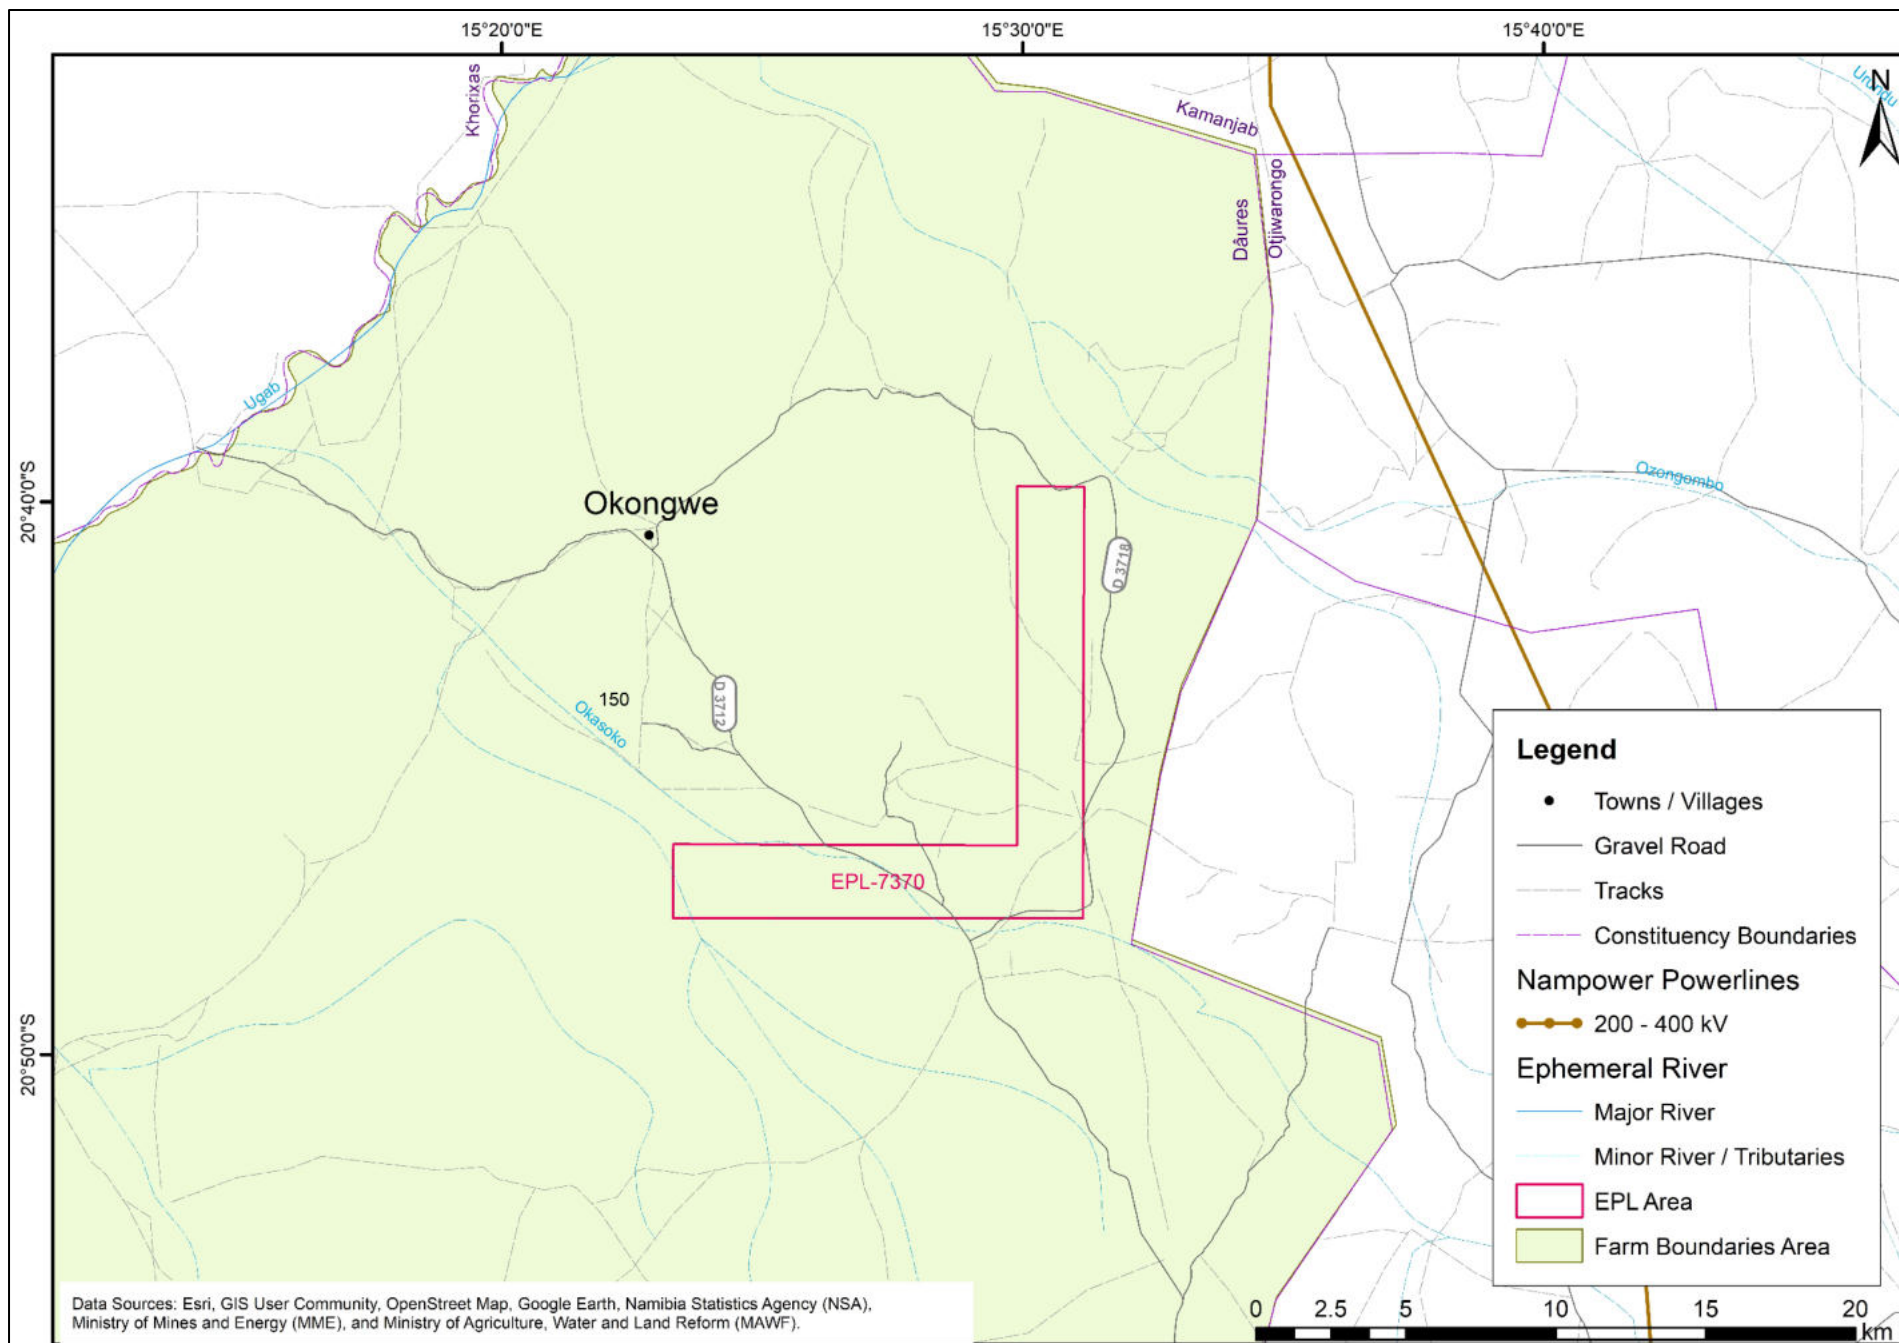 15°20'0"E
15°30'0"E
15°40'0"E
Khorixas
Kamanjab
Urundu
N
Dâures
Otjiwarongo
Ugab
20°40'0"S
Okongwe
Ozongombo
D 3718
150
D 3712
Okasoko
EPL-7370
20°50'0"S
Legend
Towns / Villages
Gravel Road
Tracks
Constituency Boundaries
Nampower Powerlines
200 - 400 kV
Ephemeral River
Major River
Minor River / Tributaries
EPL Area
Farm Boundaries Area
Data Sources: Esri, GIS User Community, OpenStreet Map, Google Earth, Namibia Statistics Agency (NSA),
Ministry of Mines and Energy (MME), and Ministry of Agriculture, Water and Land Reform (MAWF).
0 2.5 5 10 15 20
km